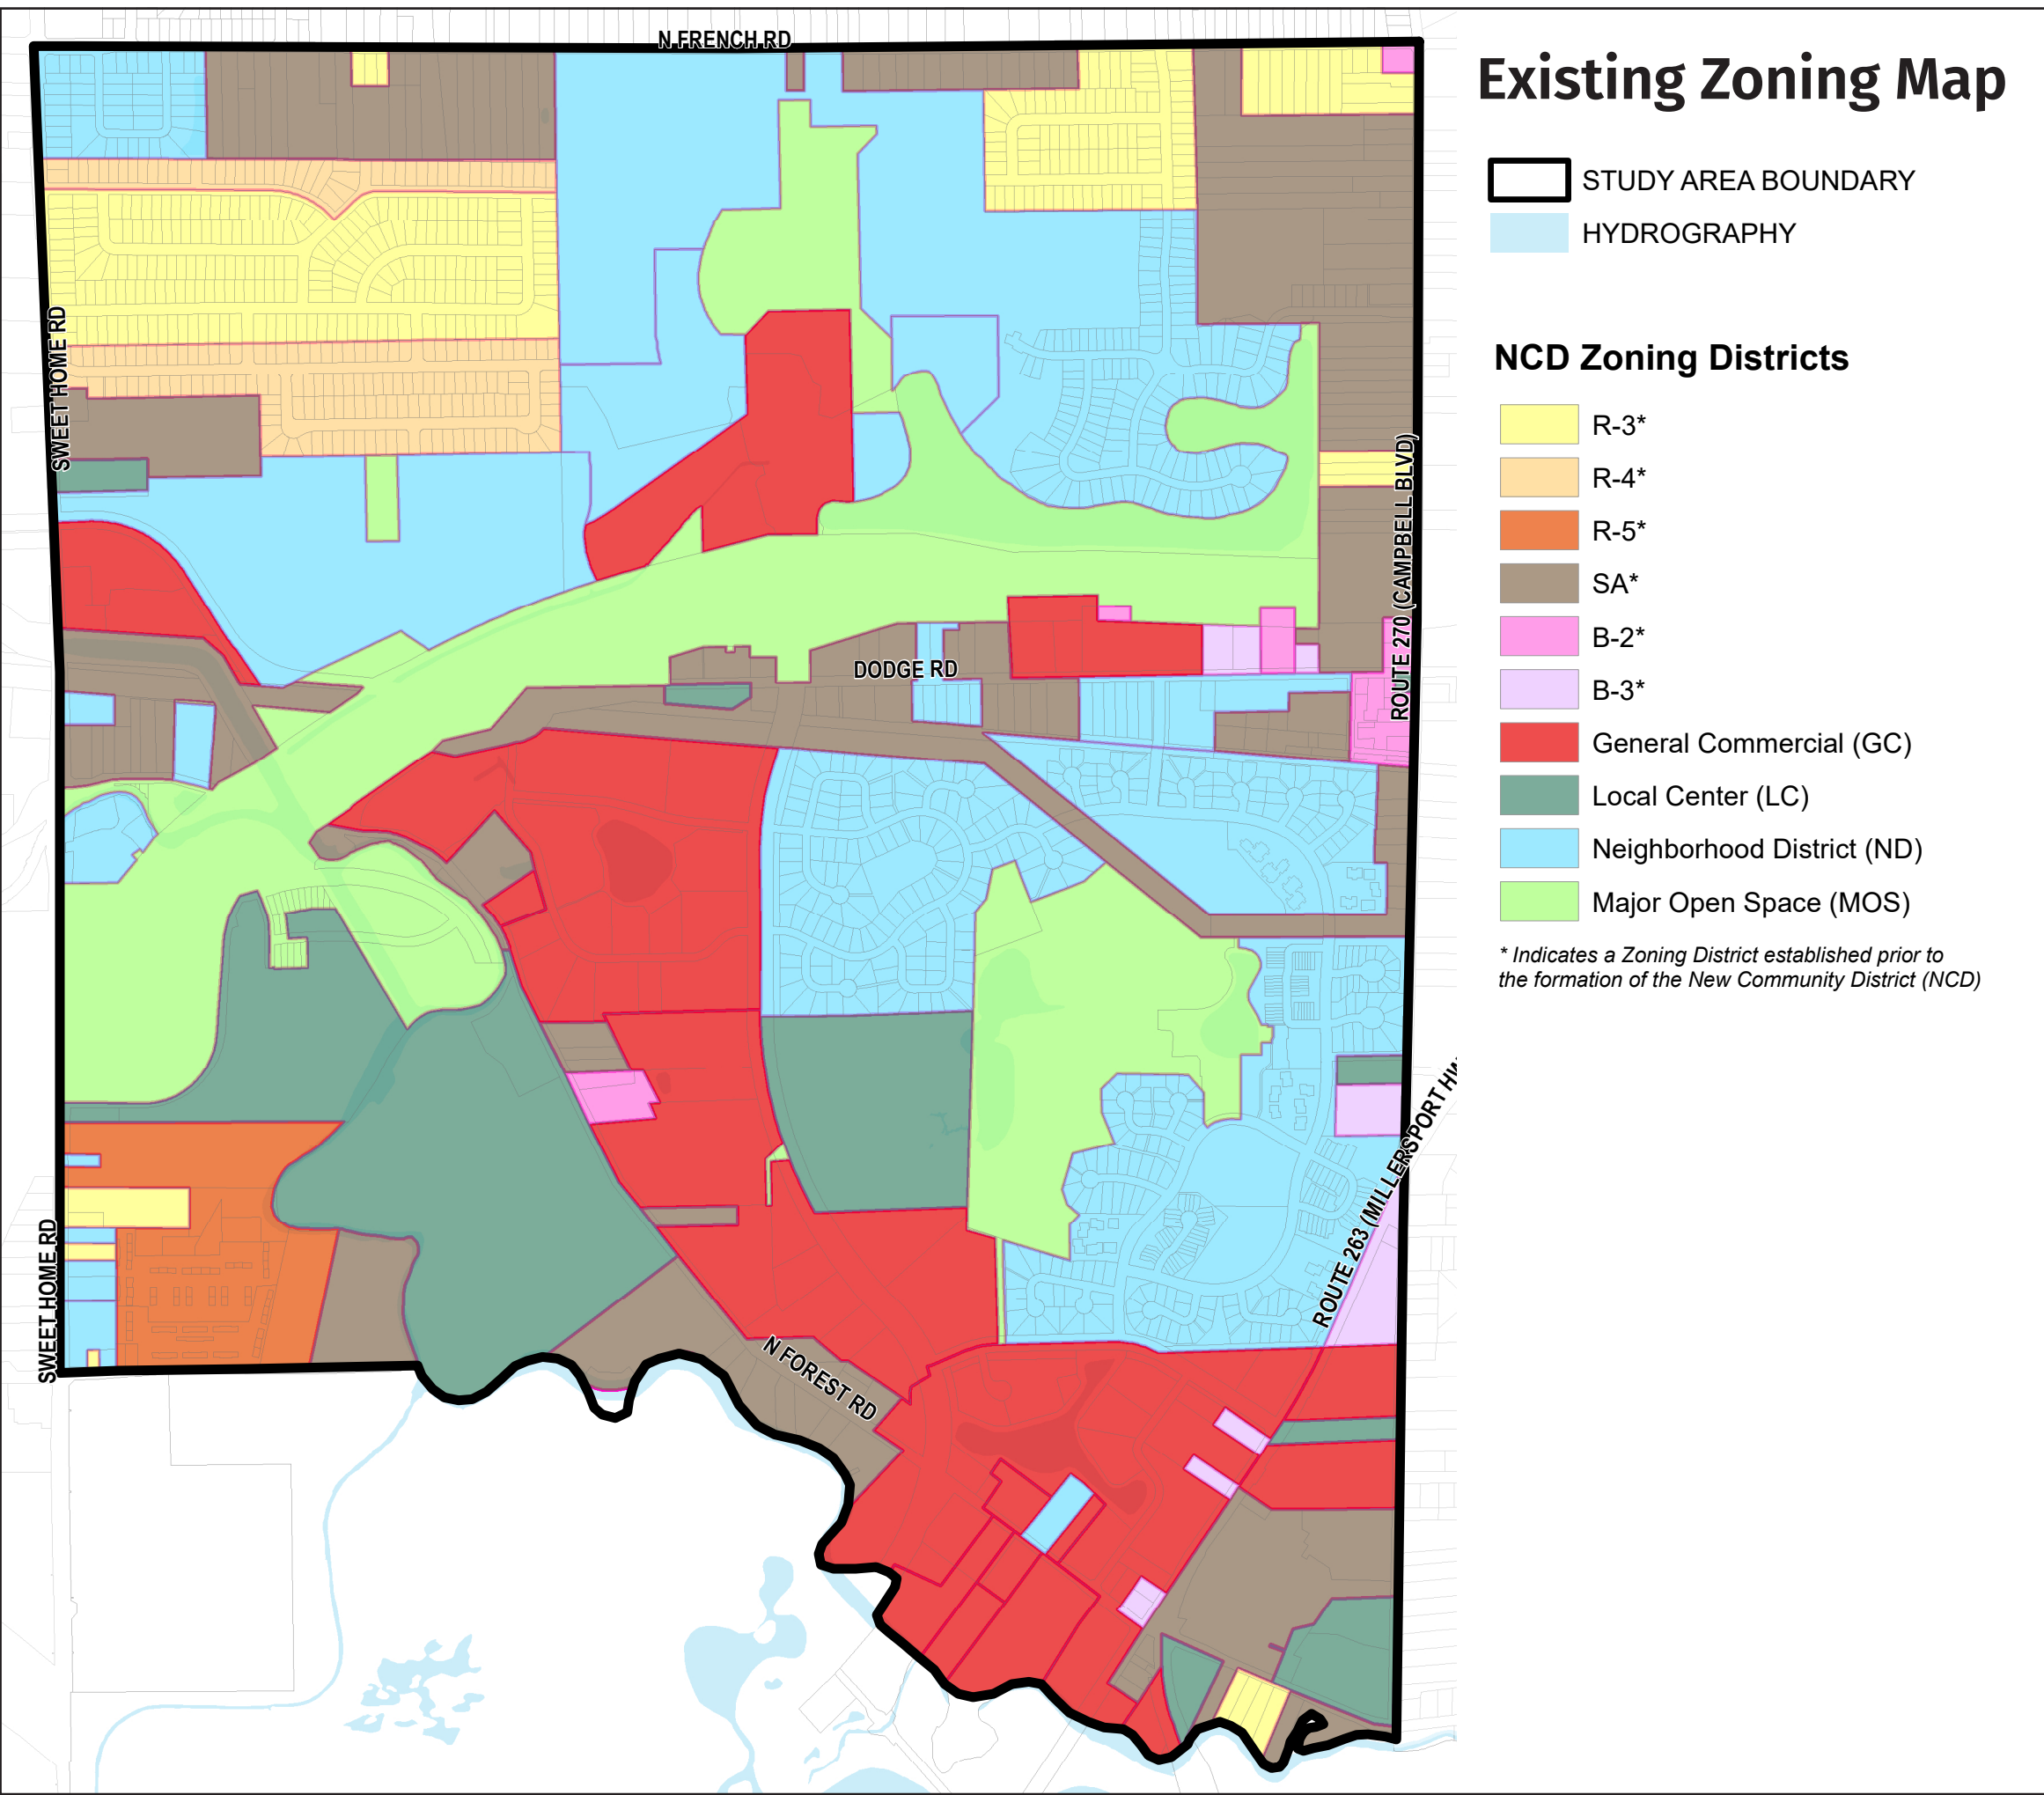 N FRENCH RD
Existing Zoning Map
STUDY AREA BOUNDARY
HYDROGRAPHY
SWEET HOME RD
NCD Zoning Districts
R-3*
R-4*
R-5*
SA*
B-2*
B-3*
General Commercial (GC)
Local Center (LC)
Neighborhood District (ND)
Major Open Space (MOS)
* Indicates a Zoning District established prior to
the formation of the New Community District (NCD)
ROUTE 270 (CAMPBELL BLVD)
DODGE RD
ROUTE 263 (MILLERSPORT
SWEET HOME RD
N FOREST RD